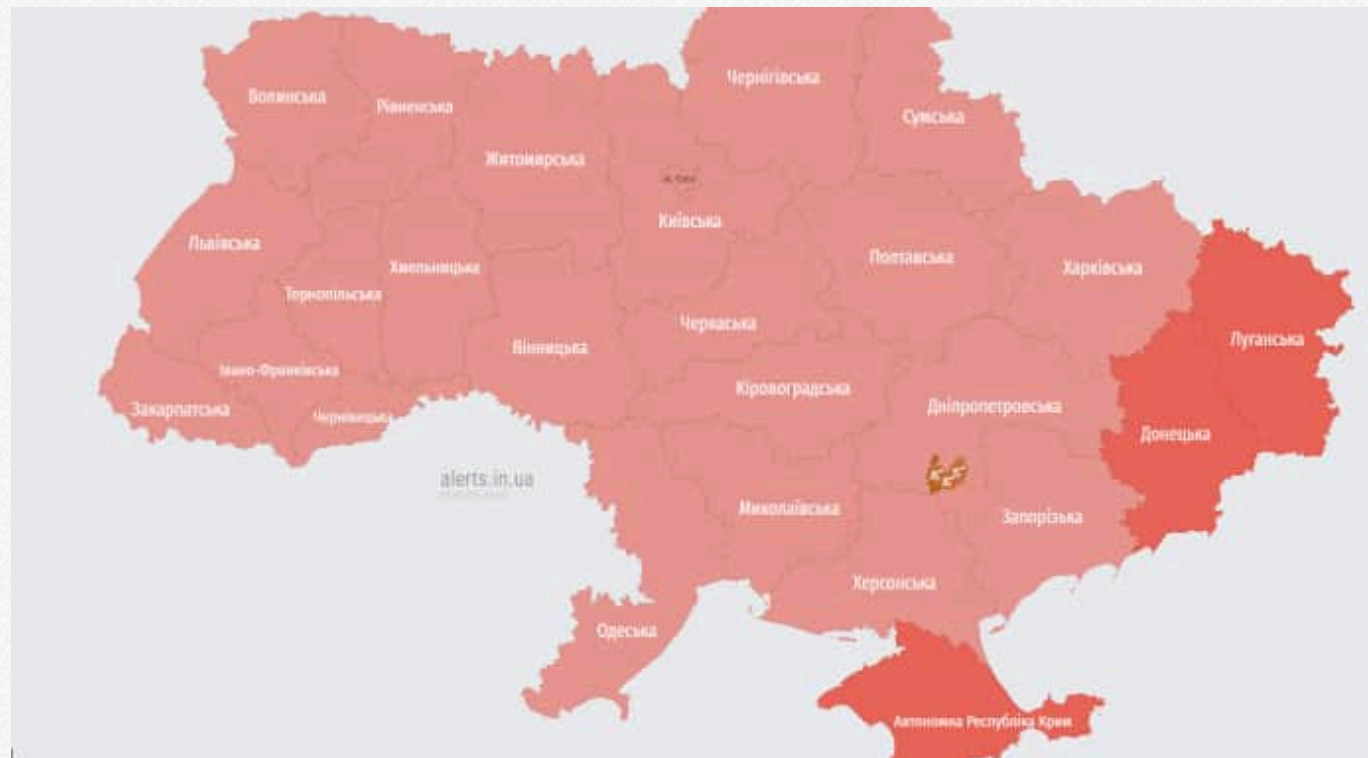 Чернігівська
Волинська
Рівненська
Сумська
Житомирська
Київська
Львівська
Полтавська
Хмельницька
Харківська
Тернопільська
Черкаська
Луганська
Вінницька
Івано-Франківська
Кіровоградська
Закарпатська
Чернівецька
Дніпропетровська
Донецька
alerts.in.ua
Миколаївська
Запорізька
Херсонська
Одеська
Автономна Республіка Крим